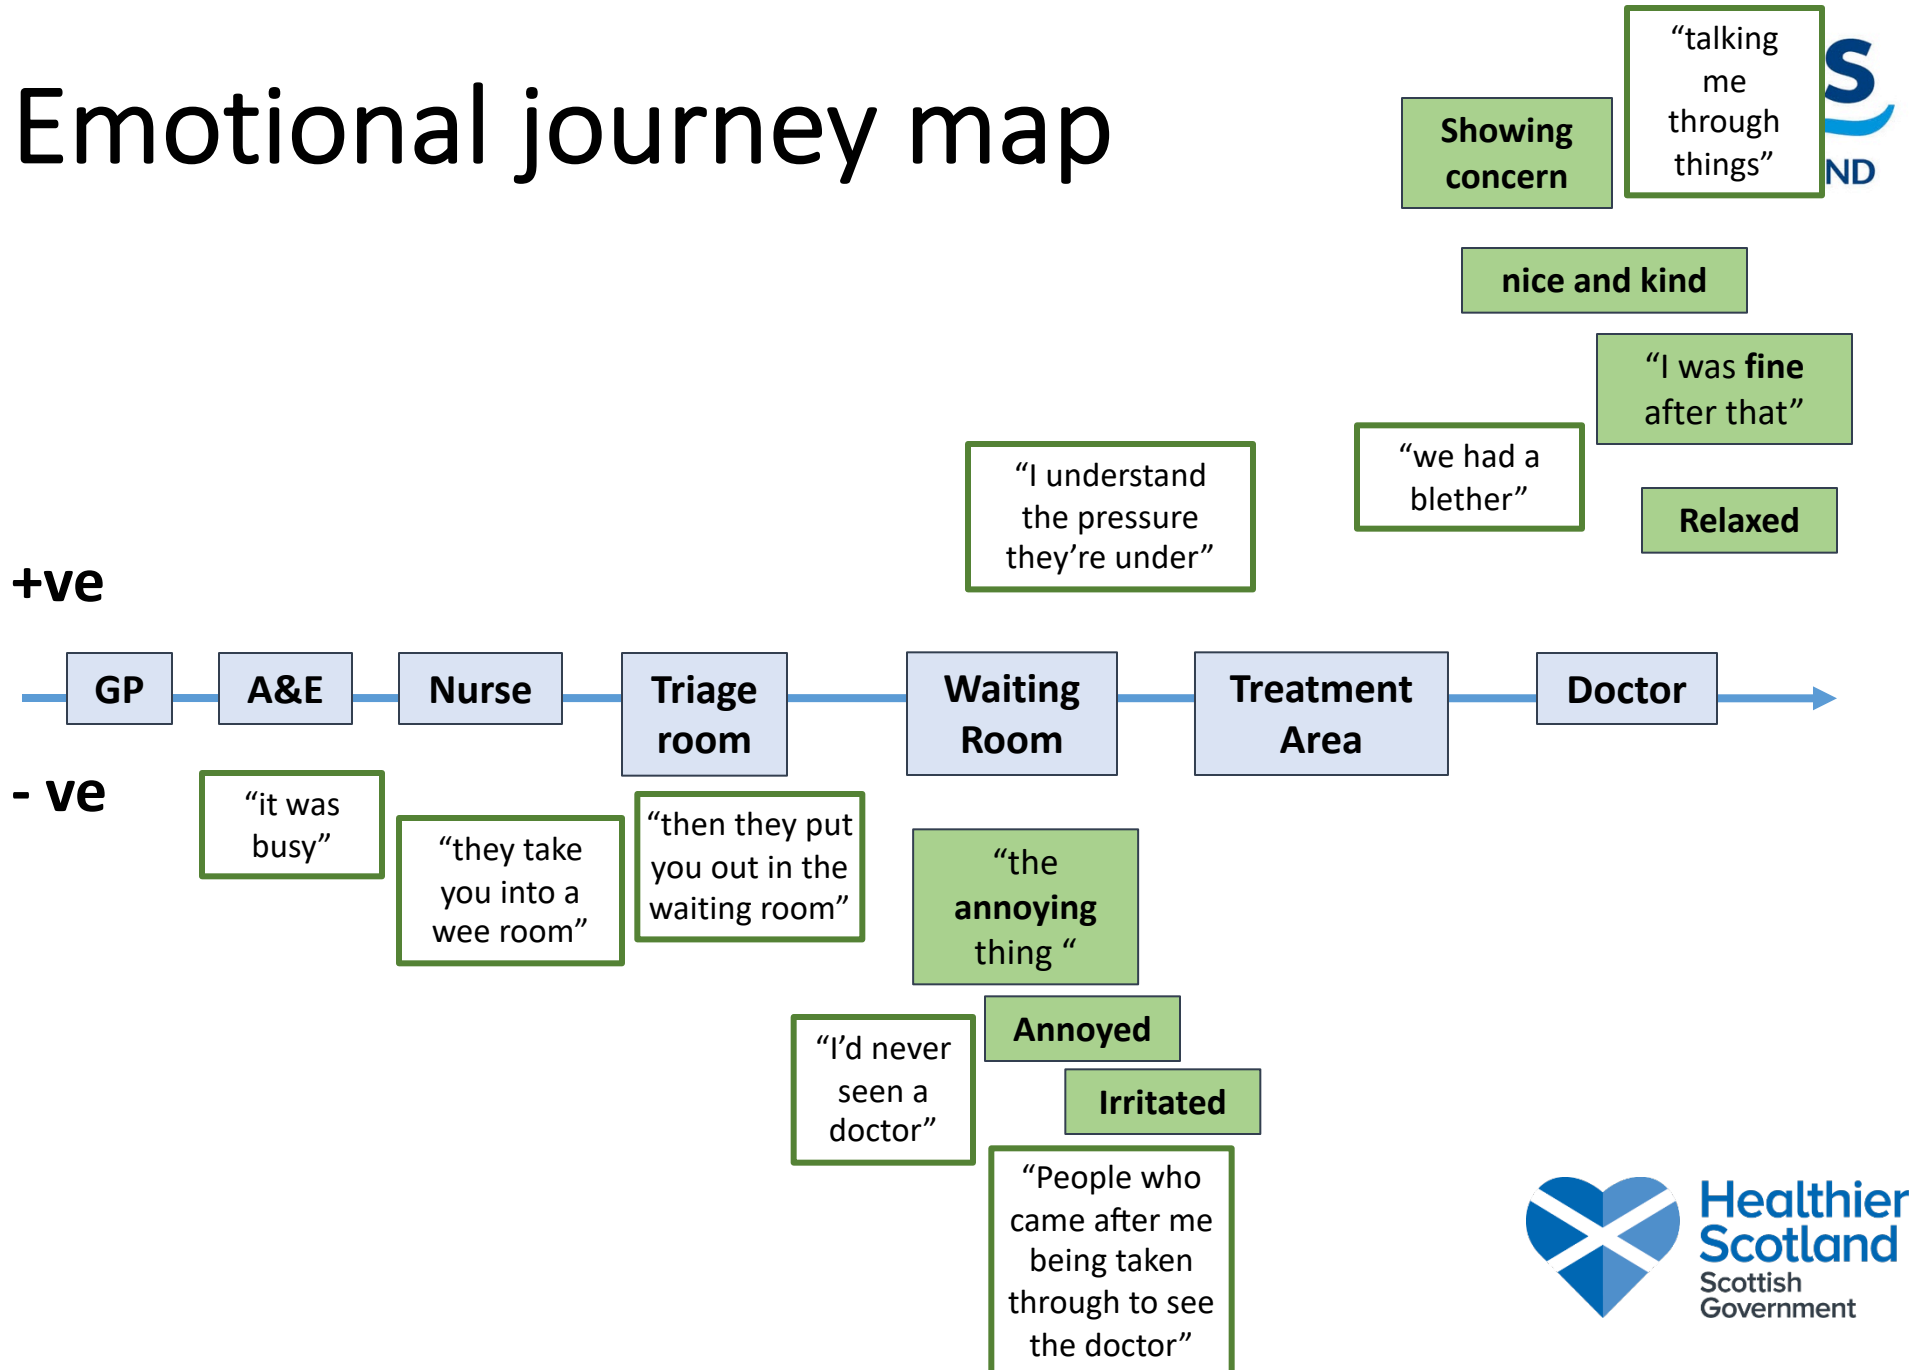 Emotional journey map
“talking
me
through
things”
S
ND
Showing
concern
nice and kind
“I was fine
after that”
“we had a
blether”
Relaxed
“I understand
the pressure
they’re under”
+ve
GP
A&E
Nurse
Triage
room
Waiting
Room
Treatment
Area
Doctor
- ve
“it was
busy”
“they take
you into a
wee room”
“then they put
you out in the
waiting room”
“the
annoying
thing “
Annoyed
“I’d never
seen a
doctor”
Irritated
“People who
came after me
being taken
through to see
the doctor”
Healthier
Scotland
Scottish
Government